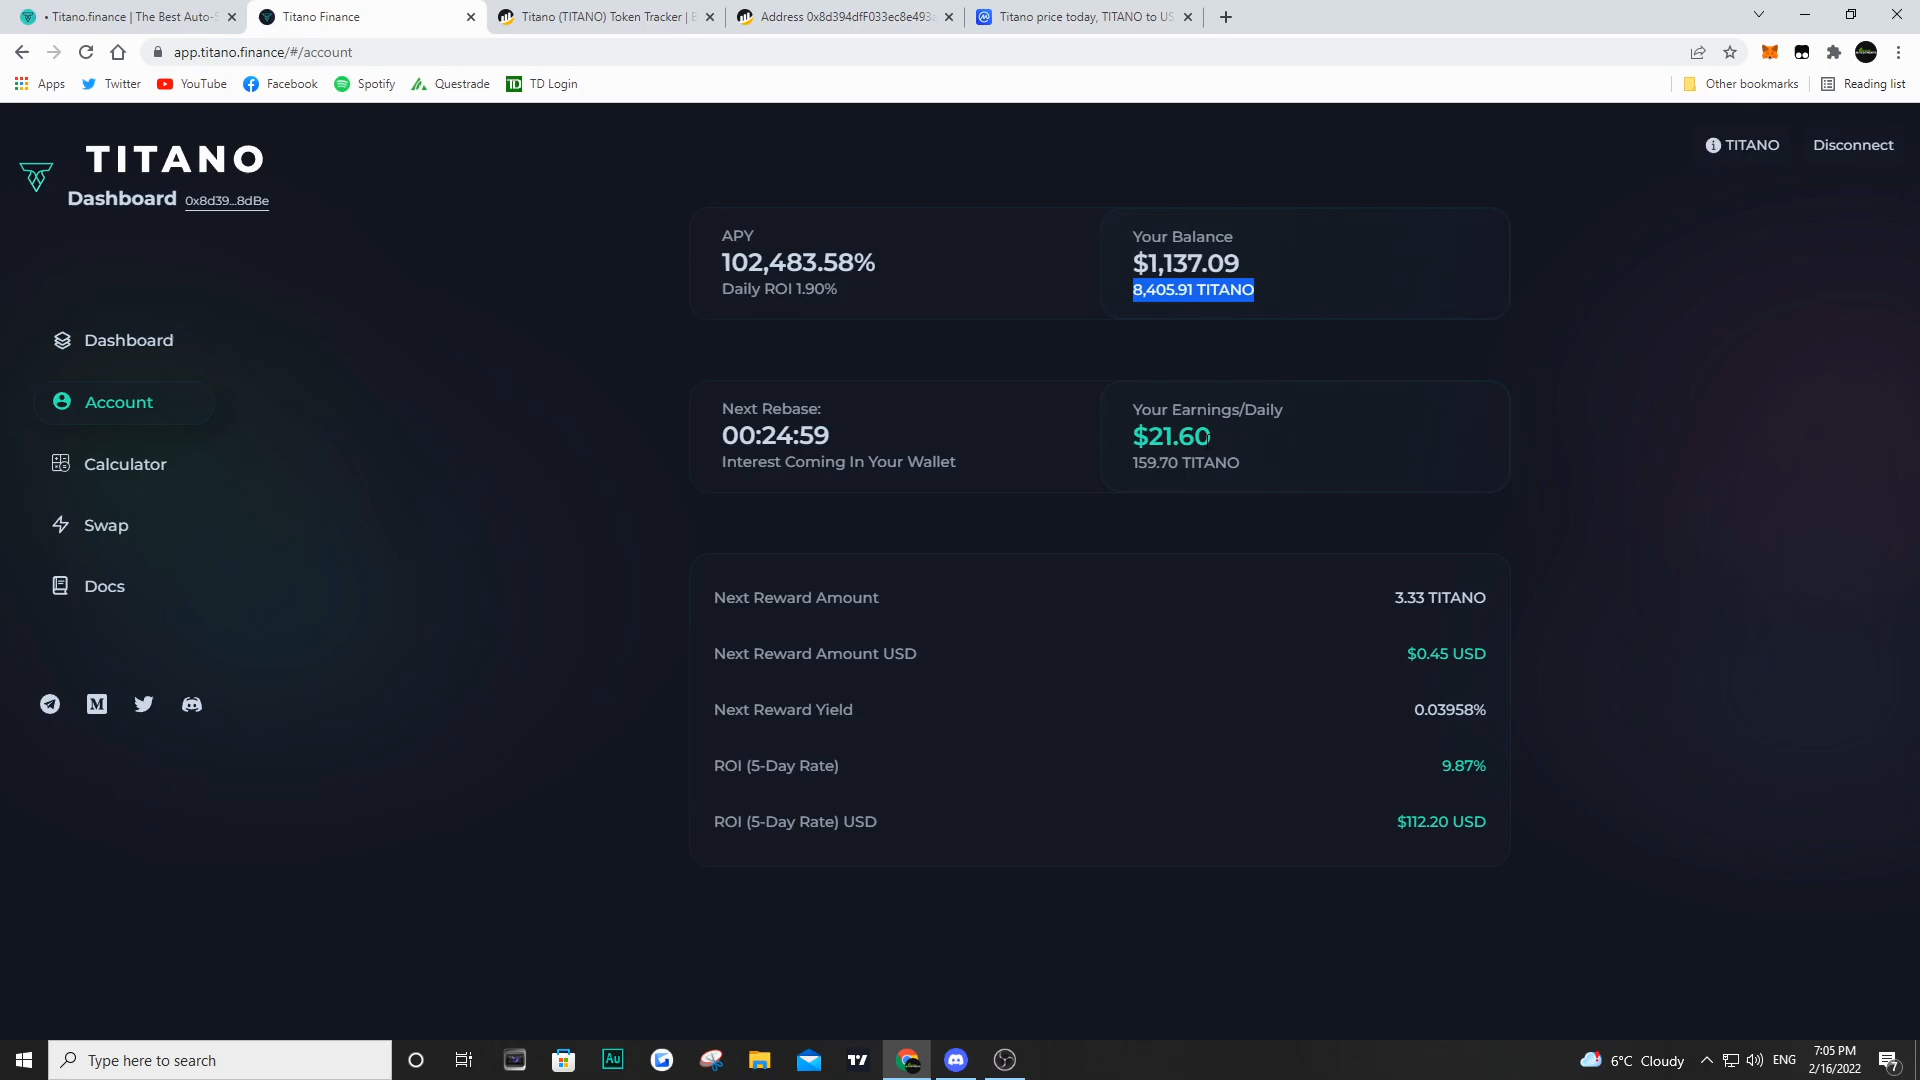 • Titano.finance | The Best Auto-S
Titano Finance
Titano (TITANO) Token Tracker |
Address 0x8d394dfF033ec8e493
Titano price today, TITANO to US
app.titano.finance/#/account
Apps
Twitter
YouTube
Facebook
Spotify
Questrade
TD
TD Login
Other bookmarks
Reading list
TITANO
Dashboard 0x8d39...8dBe
TITANO
Disconnect
APY
102,483.58%
Daily ROI 1.90%
Your Balance
$1,137.09
8,405.91 TITANO
Dashboard
Account
Calculator
Swap
Docs
Next Rebase:
00:24:59
Interest Coming In Your Wallet
Your Earnings/Daily
$21.60
159.70 TITANO
Next Reward Amount
3.33 TITANO
Next Reward Amount USD
$0.45 USD
Next Reward Yield
0.03958%
ROI (5-Day Rate)
9.87%
ROI (5-Day Rate) USD
$112.20 USD
M
Type here to search
Au
6°C Cloudy
ENG
7:05 PM
2/16/2022
7